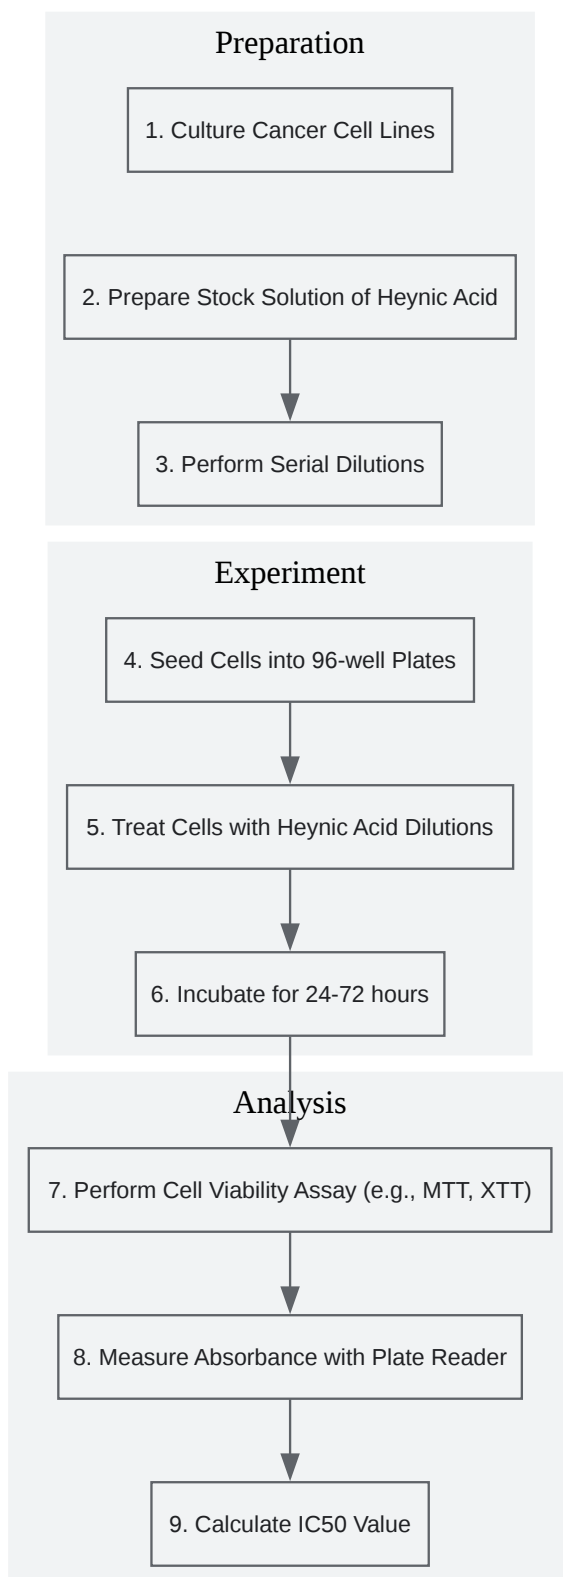 Preparation
1. Culture Cancer Cell Lines
2. Prepare Stock Solution of Heynic Acid
3. Perform Serial Dilutions
Experiment
4. Seed Cells into 96-well Plates
5. Treat Cells with Heynic Acid Dilutions
6. Incubate for 24-72 hours
Analysis
7. Perform Cell Viability Assay (e.g., MTT, XTT)
8. Measure Absorbance with Plate Reader
9. Calculate IC50 Value